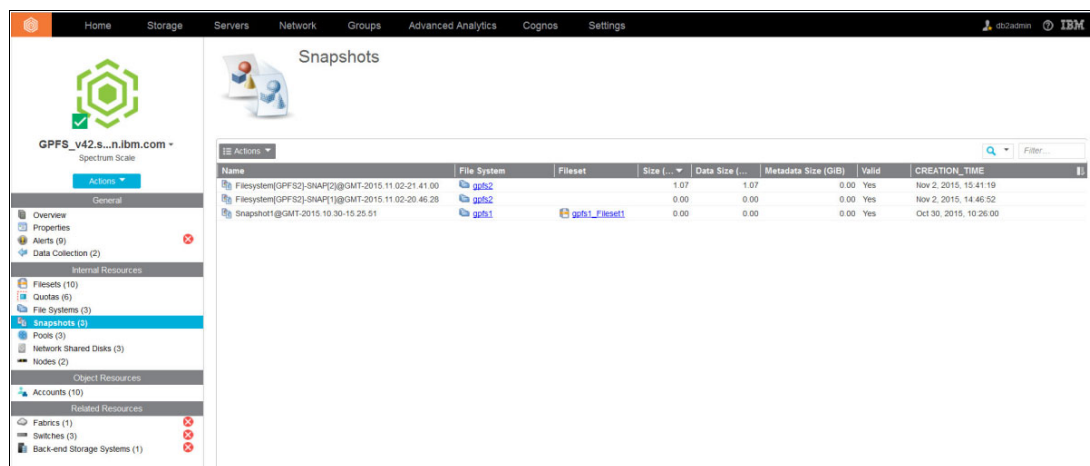 Home Storage Servers Network Groups Advanced Analytics Cognos Settings db2admin IBM
Snapshots
GPFS_v42.s...n.ibm.com
Spectrum Scale
Actions
General
Overview
Properties
Alerts (9)
Data Collection (2)
Internal Resources
Filesets (10)
Quotas (6)
File Systems (3)
Snapshots (3)
Pools (3)
Network Shared Disks (3)
Nodes (2)
Object Resources
Accounts (10)
Related Resources
Fabrics (1)
Switches (3)
Back-end Storage Systems (1)
Actions Filter...
Name File System Fileset Size (... Data Size (... Metadata Size (GiB) Valid CREATION_TIME
Filesystem[GPFS2]-SNAP[2]@GMT-2015.11.02-21.41.00 gpfs2 1.07 1.07 0.00 Yes Nov 2, 2015, 15:41:19
Filesystem[GPFS2]-SNAP[1]@GMT-2015.11.02-20.46.28 gpfs2 0.00 0.00 0.00 Yes Nov 2, 2015, 14:46:52
Snapshot1@GMT-2015.10.30-15.25.51 gpfs1 gpfs1_Fileset1 0.00 0.00 0.00 Yes Oct 30, 2015, 10:26:00